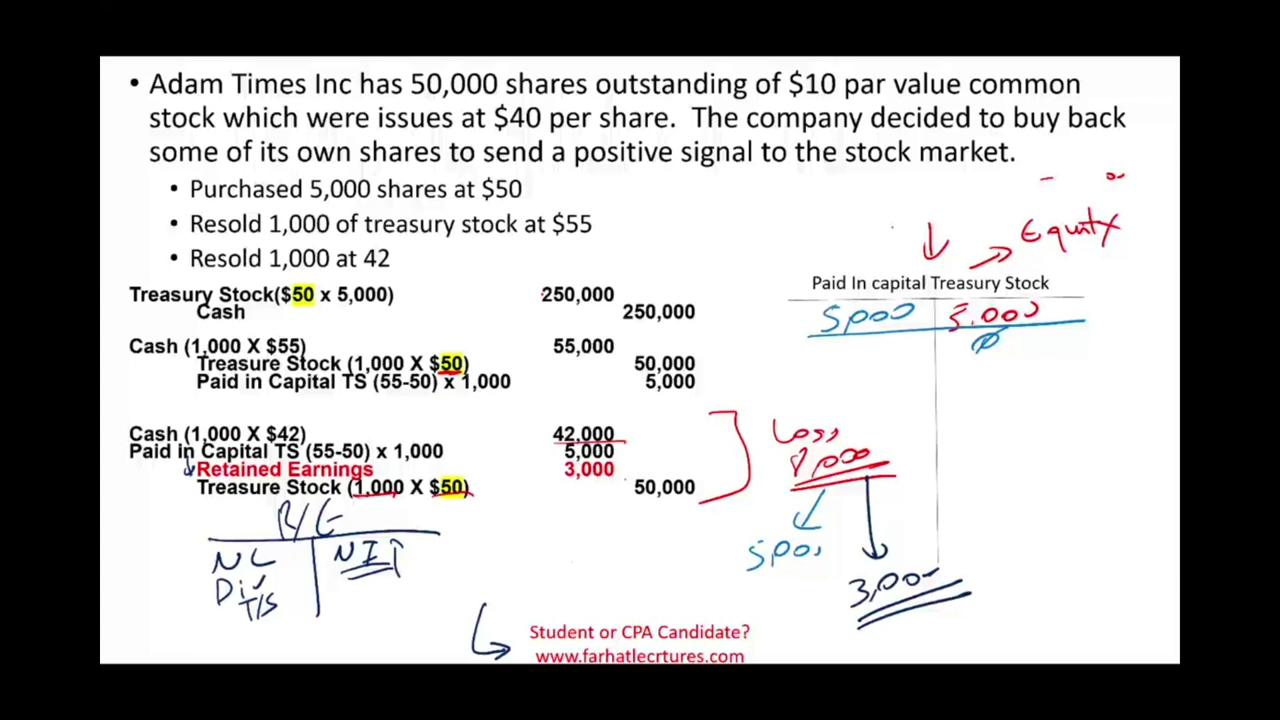 • Adam Times Inc has 50,000 shares outstanding of $10 par value common
stock which were issues at $40 per share. The company decided to buy back
some of its own shares to send a positive signal to the stock market.
• Purchased 5,000 shares at $50
• Resold 1,000 of treasury stock at $55
• Resold 1,000 at 42
Equity
Paid In capital Treasury Stock
5,000 5,000
0
Treasury Stock($50 x 5,000) 250,000
Cash 250,000
Cash (1,000 X $55) 55,000
Treasure Stock (1,000 X $50) 50,000
Paid in Capital TS (55-50) x 1,000 5,000
Cash (1,000 X $42) 42,000
Paid in Capital TS (55-50) x 1,000 5,000
Retained Earnings 3,000
Treasure Stock (1,000 X $50) 50,000
Loss
8,000
5,000
3,000
R/E
NL NI
Div
T/S
Student or CPA Candidate?
www.farhatlecrtures.com